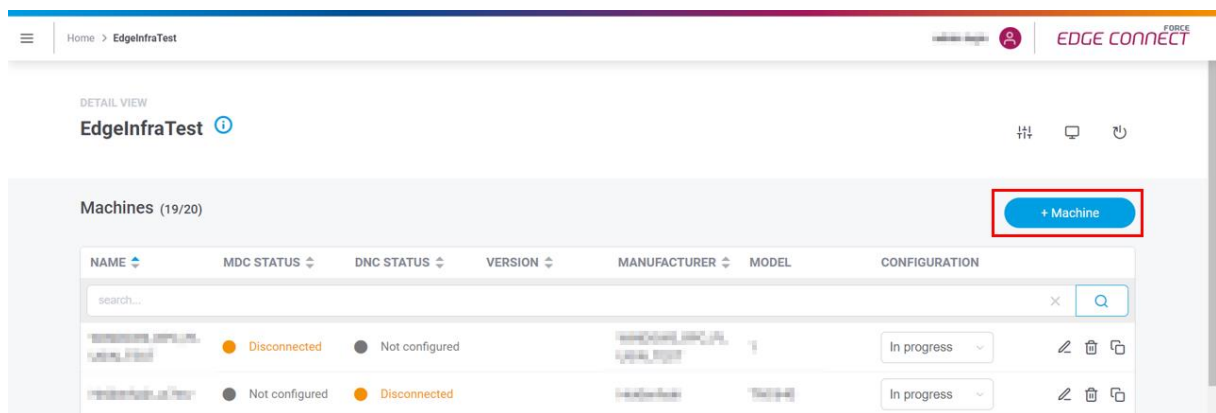 Home > EdgeInfraTest
FORCE
EDGE CONNECT
DETAIL VIEW
EdgeInfraTest
Machines (19/20)
+ Machine
NAME MDC STATUS DNC STATUS VERSION MANUFACTURER MODEL CONFIGURATION
search...
Disconnected Not configured In progress
Not configured Disconnected In progress